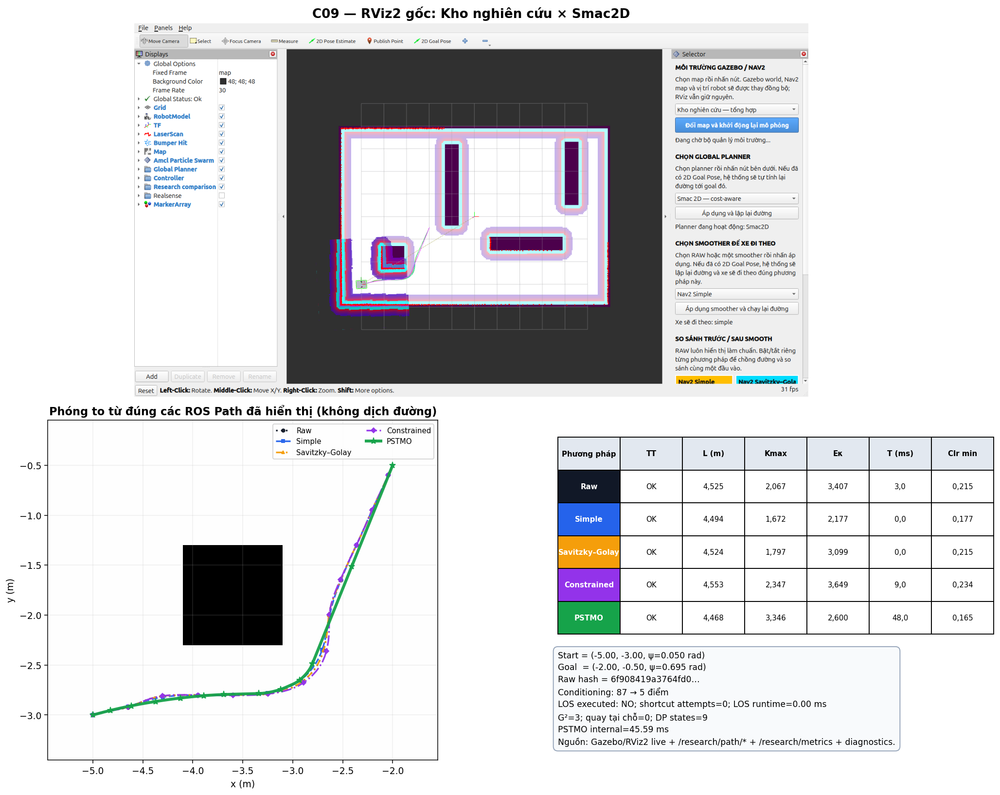 C09 — RViz2 gốc: Kho nghiên cứu × Smac2D
File Panels Help
Move Camera Select Focus Camera Measure 2D Pose Estimate Publish Point 2D Goal Pose
Displays
Global Options
Fixed Frame map
Background Color 48; 48; 48
Frame Rate 30
Global Status: Ok
Grid
RobotModel
TF
LaserScan
Bumper Hit
Map
Amcl Particle Swarm
Global Planner
Controller
Research comparison
Realsense
MarkerArray
Add Duplicate Remove Rename
Reset Left-Click: Rotate. Middle-Click: Move X/Y. Right-Click: Zoom. Shift: More options.
31 fps
Selector
MÔI TRƯỜNG GAZEBO / NAV2
Chọn map rồi nhấn nút. Gazebo world, Nav2
map và vị trí robot sẽ được thay đồng bộ;
RViz vẫn giữ nguyên.
Kho nghiên cứu — tổng hợp
Đổi map và khởi động lại mô phỏng
Đang chờ bộ quản lý môi trường...
CHỌN GLOBAL PLANNER
Chọn planner rồi nhấn nút bên dưới. Nếu đã
có 2D Goal Pose, hệ thống sẽ tự tính lại
đường tới goal đó.
Smac 2D — cost-aware
Áp dụng và lập lại đường
Planner đang hoạt động: Smac2D
CHỌN SMOOTHER ĐỂ XE ĐI THEO
Chọn RAW hoặc một smoother rồi nhấn áp
dụng. Nếu đã có 2D Goal Pose, hệ thống sẽ
lập lại đường và xe sẽ đi theo đúng phương
pháp này.
Nav2 Simple
Áp dụng smoother và chạy lại đường
Xe sẽ đi theo: simple
SO SÁNH TRƯỚC / SAU SMOOTH
RAW luôn hiển thị làm chuẩn. Bật/tắt riêng
từng phương pháp để chồng đường và so
sánh cùng một đầu vào.
Nav2 Simple Nav2 Savitzky–Gola
Phóng to từ đúng các ROS Path đã hiển thị (không dịch đường)
Raw
Simple
Savitzky–Golay
Constrained
PSTMO
−0.5
−1.0
−1.5
−2.0
−2.5
−3.0
y (m)
−5.0 −4.5 −4.0 −3.5 −3.0 −2.5 −2.0
x (m)
Phương pháp TT L (m) Kmax Eκ T (ms) Clr min
Raw OK 4,525 2,067 3,407 3,0 0,215
Simple OK 4,494 1,672 2,177 0,0 0,177
Savitzky–Golay OK 4,524 1,797 3,099 0,0 0,215
Constrained OK 4,553 2,347 3,649 9,0 0,234
PSTMO OK 4,468 3,346 2,600 48,0 0,165
Start = (-5.00, -3.00, ψ=0.050 rad)
Goal = (-2.00, -0.50, ψ=0.695 rad)
Raw hash = 6f908419a3764fd0…
Conditioning: 87 → 5 điểm
LOS executed: NO; shortcut attempts=0; LOS runtime=0.00 ms
G²=3; quay tại chỗ=0; DP states=9
PSTMO internal=45.59 ms
Nguồn: Gazebo/RViz2 live + /research/path/* + /research/metrics + diagnostics.